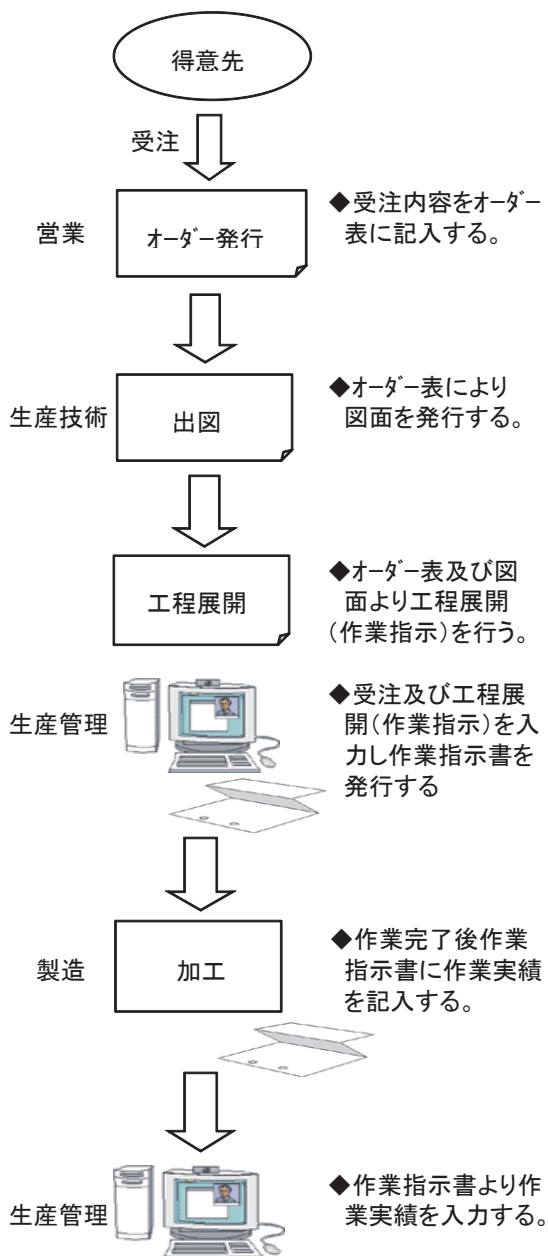 得意先
受注
営業
オーダー発行
◆受注内容をオーダー
表に記入する。
生産技術
出図
◆オーダー表により
図面を発行する。
工程展開
◆オーダー表及び図
面より工程展開
(作業指示)を行う。
生産管理
◆受注及び工程展
開(作業指示)を入
力し作業指示書を
発行する
製造
加工
◆作業完了後作業
指示書に作業実績
を記入する。
生産管理
◆作業指示書より作
業実績を入力する。